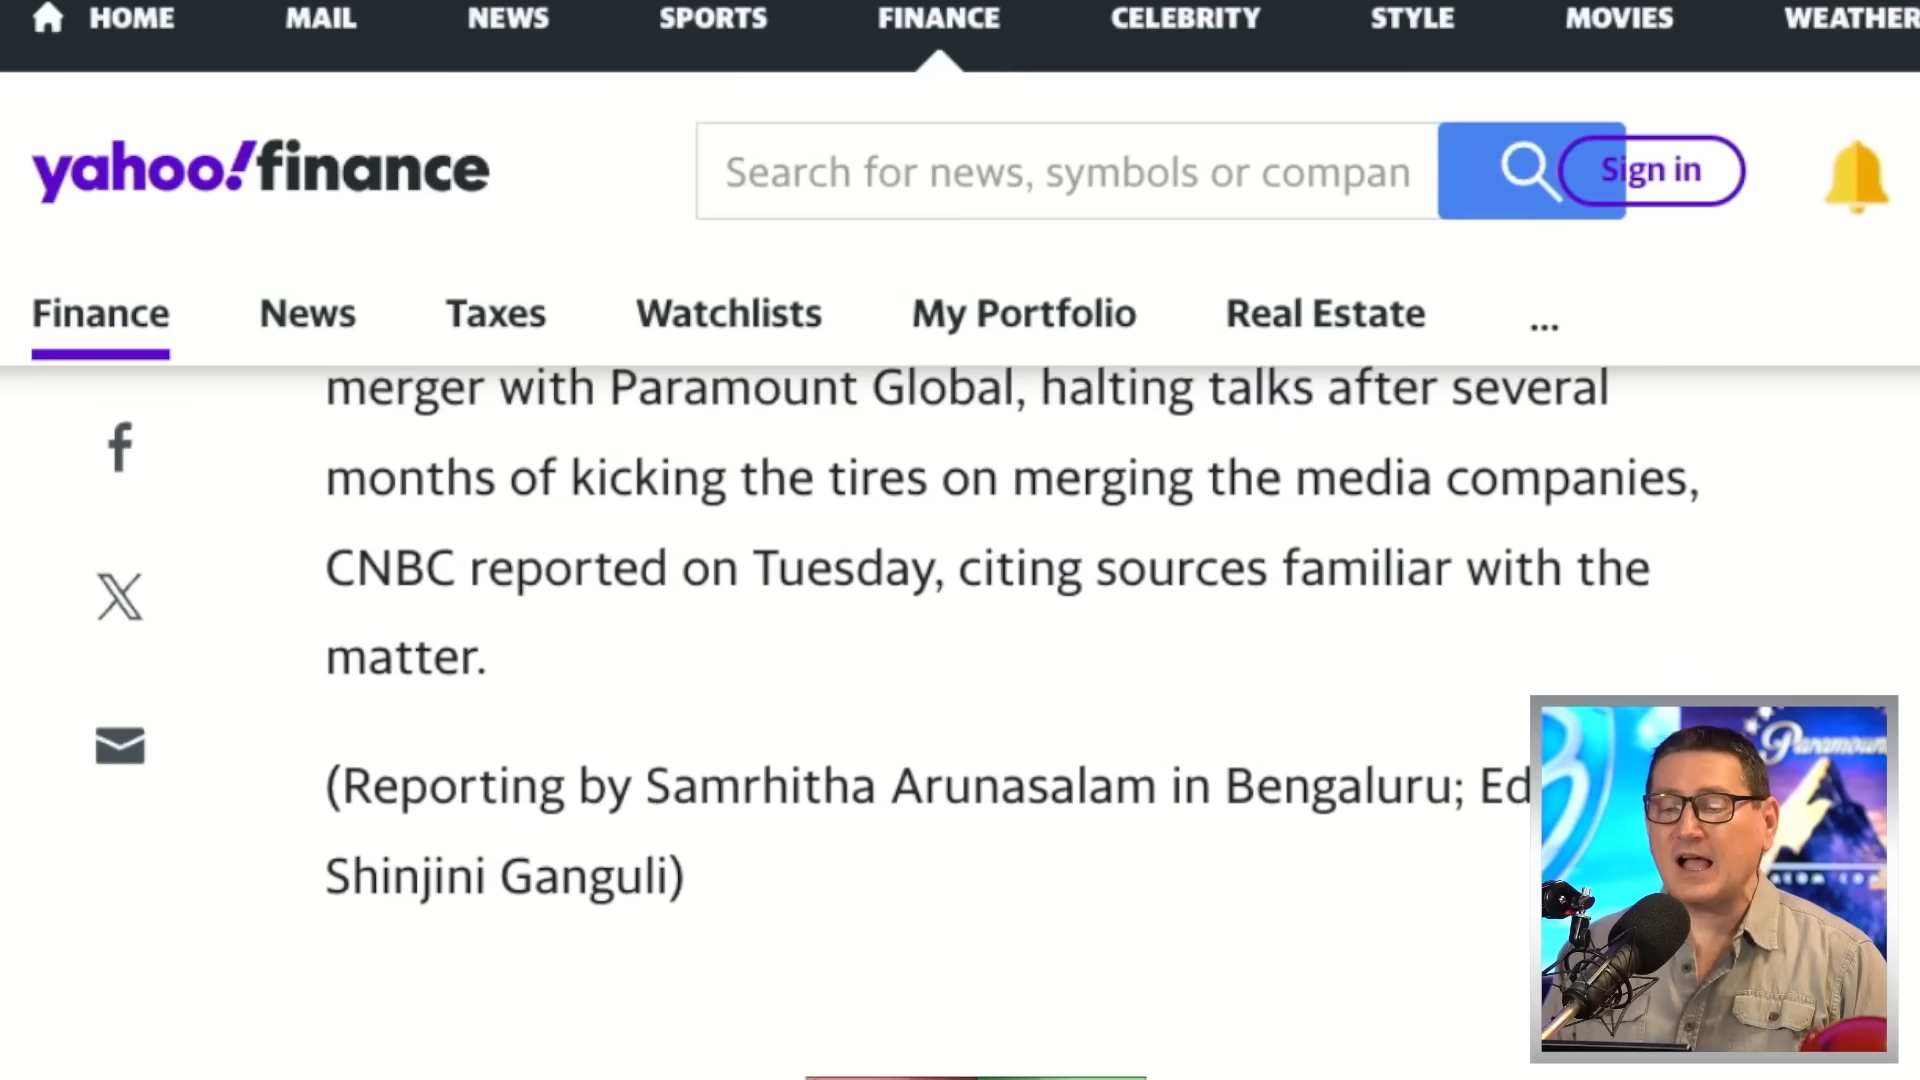 HOME MAIL NEWS SPORTS FINANCE CELEBRITY STYLE MOVIES WEATHER
yahoo!finance
Search for news, symbols or compan
Sign in
Finance News Taxes Watchlists My Portfolio Real Estate ...
merger with Paramount Global, halting talks after several
months of kicking the tires on merging the media companies,
CNBC reported on Tuesday, citing sources familiar with the
matter.
(Reporting by Samrhitha Arunasalam in Bengaluru; Ed
Shinjini Ganguli)
Paramount